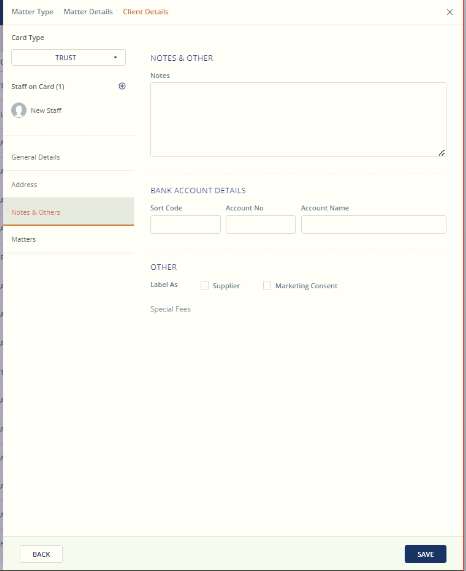 Matter Type Matter Details Client Details
Card Type
TRUST
Staff on Card (1)
New Staff
General Details
Address
Notes & Others
Matters
NOTES & OTHER
Notes
BANK ACCOUNT DETAILS
Sort Code Account No Account Name
OTHER
Label As Supplier Marketing Consent
Special Fees
BACK SAVE